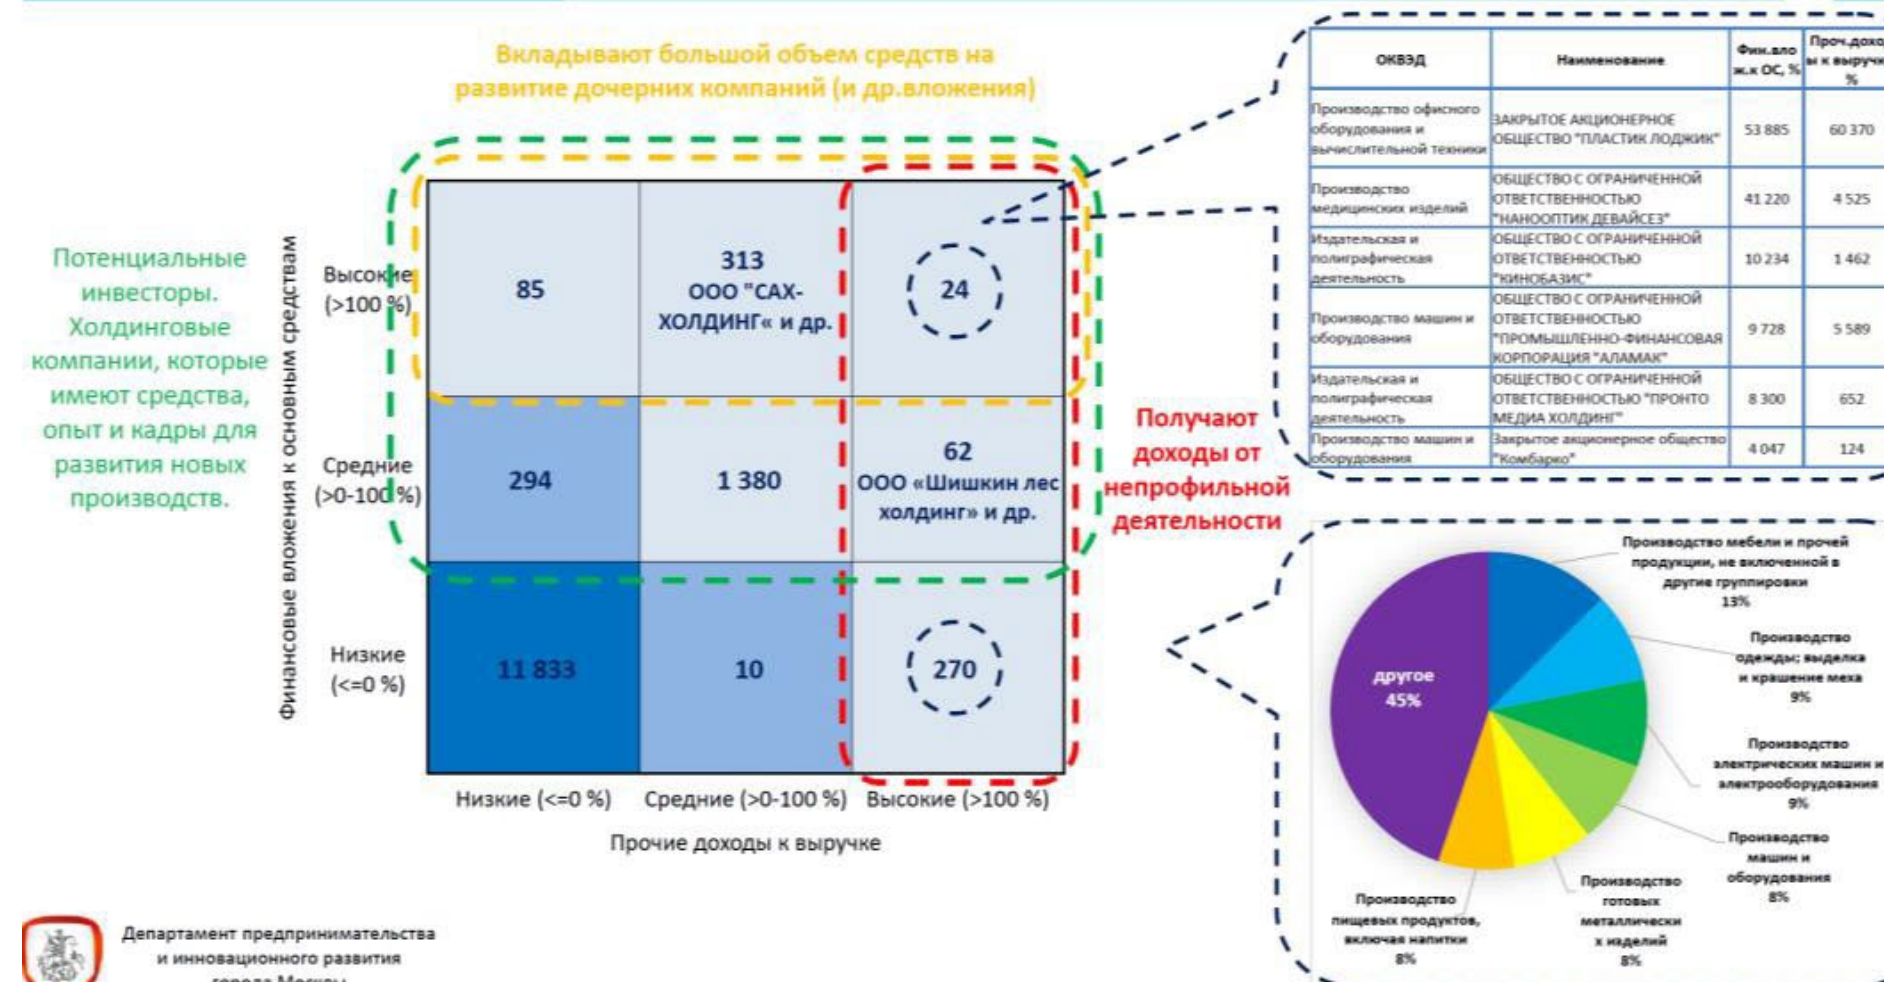 Вкладывают большой объем средств на
развитие дочерних компаний (и др.вложения)
Потенциальные
инвесторы.
Холдинговые
компании, которые
имеют средства,
опыт и кадры для
развития новых
производств.
Финансовые вложения к основным средствам
Высокие
(>100 %)
85
313
ООО "САХ-
ХОЛДИНГ« и др.
24
Средние
(>0-100 %)
294
1 380
62
ООО «Шишкин лес
холдинг» и др.
Низкие
(<=0 %)
11 833
10
270
Низкие (<=0 %)
Средние (>0-100 %)
Высокие (>100 %)
Прочие доходы к выручке
Получают
доходы от
непрофильной
деятельности
ОКВЭД
Наименование
Фин.вло
ж.к ОС, %
Проч.дохо
ы к выручк
%
Производство офисного
оборудования и
вычислительной техники
ЗАКРЫТОЕ АКЦИОНЕРНОЕ
ОБЩЕСТВО "ПЛАСТИК ЛОДЖИК"
53 885
60 370
Производство
медицинских изделий
ОБЩЕСТВО С ОГРАНИЧЕННОЙ
ОТВЕТСТВЕННОСТЬЮ
"НАНООПТИК ДЕВАЙСЕЗ"
41 220
4 525
Издательская и
полиграфическая
деятельность
ОБЩЕСТВО С ОГРАНИЧЕННОЙ
ОТВЕТСТВЕННОСТЬЮ
"КИНОБАЗИС"
10 234
1 462
Производство машин и
оборудования
ОБЩЕСТВО С ОГРАНИЧЕННОЙ
ОТВЕТСТВЕННОСТЬЮ
"ПРОМЫШЛЕННО-ФИНАНСОВАЯ
КОРПОРАЦИЯ "АЛАМАК"
9 728
5 589
Издательская и
полиграфическая
деятельность
ОБЩЕСТВО С ОГРАНИЧЕННОЙ
ОТВЕТСТВЕННОСТЬЮ "ПРОНТО
МЕДИА ХОЛДИНГ"
8 300
652
Производство машин и
оборудования
Закрытое акционерное общество
"Комбарко"
4 047
124
Производство мебели и прочей
продукции, не включенной в
другие группировки
13%
Производство
одежды; выделка
и крашение меха
9%
Производство
электрических машин и
электрооборудования
9%
Производство
машин и
оборудования
8%
Производство
готовых
металлически
х изделий
8%
Производство
пищевых продуктов,
включая напитки
8%
другое
45%
Департамент предпринимательства
и инновационного развития
города Москвы